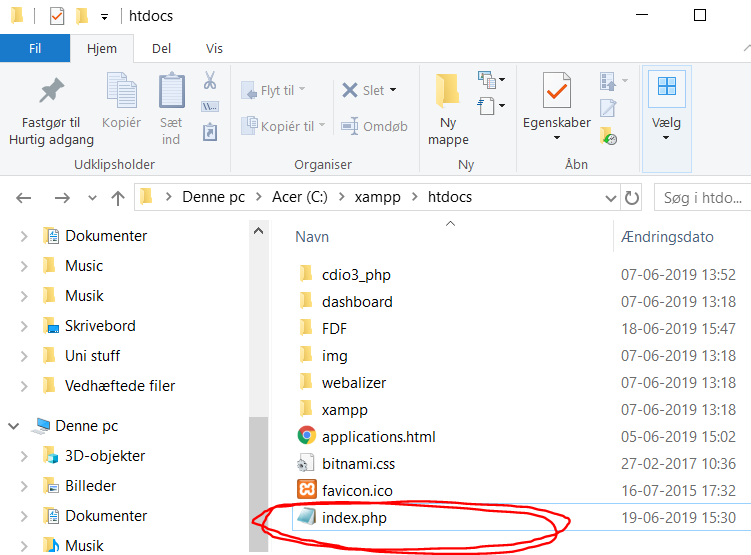 htdocs
Fil Hjem Del Vis
Fastgør til
Hurtig adgang
Kopiér
Sæt
ind
Udklipsholder
Flyt til
Kopiér til
Slet
Omdøb
Organiser
Ny
mappe
Ny
Egenskaber
Åbn
Vælg
Denne pc > Acer (C:) > xampp > htdocs
Søg i htdo...
Dokumenter
Music
Musik
Skrivebord
Uni stuff
Vedhæftede filer
Denne pc
3D-objekter
Billeder
Dokumenter
Musik
Navn Ændringsdato
cdio3_php 07-06-2019 13:52
dashboard 07-06-2019 13:18
FDF 18-06-2019 15:47
img 07-06-2019 13:18
webalizer 07-06-2019 13:18
xampp 07-06-2019 13:18
applications.html 05-06-2019 15:02
bitnami.css 27-02-2017 10:36
favicon.ico 16-07-2015 17:32
index.php 19-06-2019 15:30